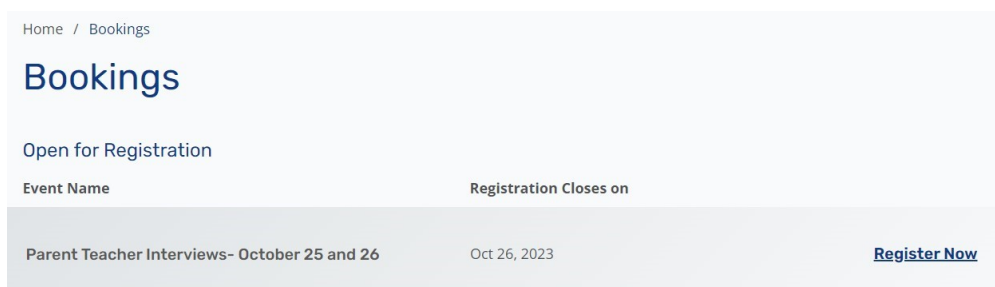 Home / Bookings
Bookings
Open for Registration
Event Name Registration Closes on
Parent Teacher Interviews- October 25 and 26 Oct 26, 2023 Register Now